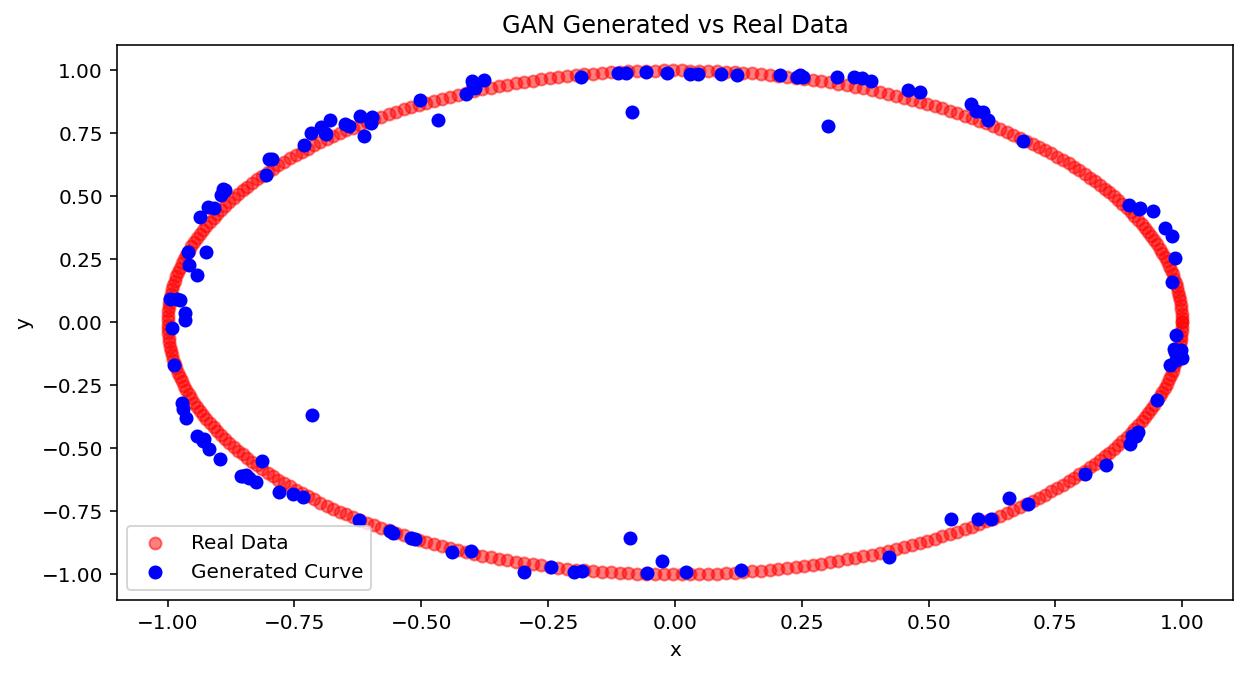 GAN Generated vs Real Data
1.00
0.75
0.50
0.25
0.00
−0.25
−0.50
−0.75
−1.00
y
Real Data
Generated Curve
−1.00 −0.75 −0.50 −0.25 0.00 0.25 0.50 0.75 1.00
x